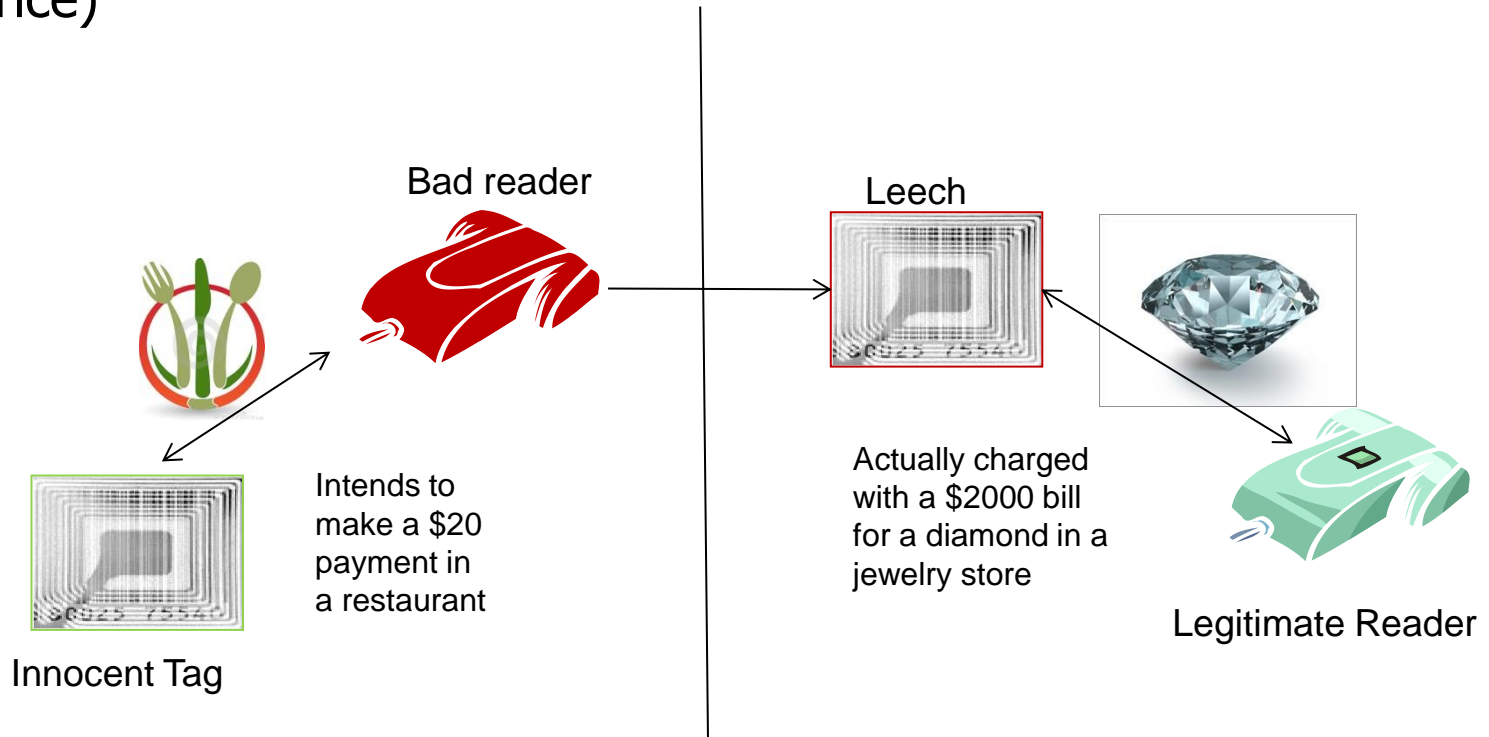 nce)
Bad reader
Leech
Intends to
make a $20
payment in
a restaurant
Actually charged
with a $2000 bill
for a diamond in a
jewelry store
Innocent Tag
Legitimate Reader